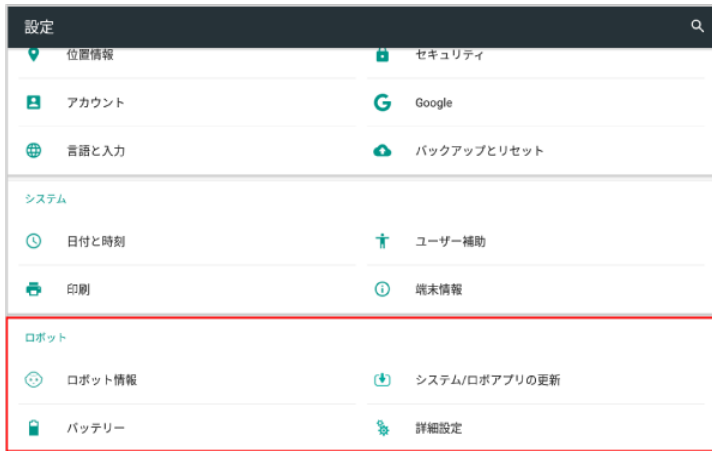 設定
位置情報
セキュリティ
アカウント
Google
言語と入力
バックアップとリセット
システム
日付と時刻
ユーザー補助
印刷
端末情報
ロボット
ロボット情報
システム/ロボアプリの更新
バッテリー
詳細設定